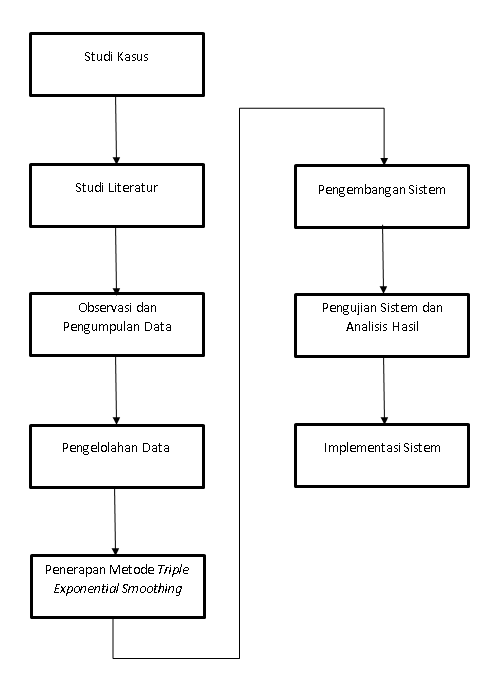 Studi Kasus
Studi Literatur
Observasi dan
Pengumpulan Data
Pengelolahan Data
Penerapan Metode Triple
Exponential Smoothing
Pengembangan Sistem
Pengujian Sistem dan
Analisis Hasil
Implementasi Sistem